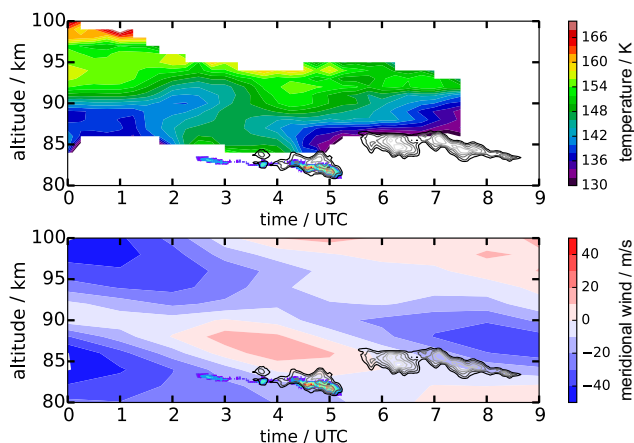 100
95
90
85
80
altitude / km
0 1 2 3 4 5 6 7 8 9
time / UTC
166
160
154
148
142
136
130
temperature / K
100
95
90
85
80
altitude / km
0 1 2 3 4 5 6 7 8 9
time / UTC
40
20
0
−20
−40
meridional wind / m/s